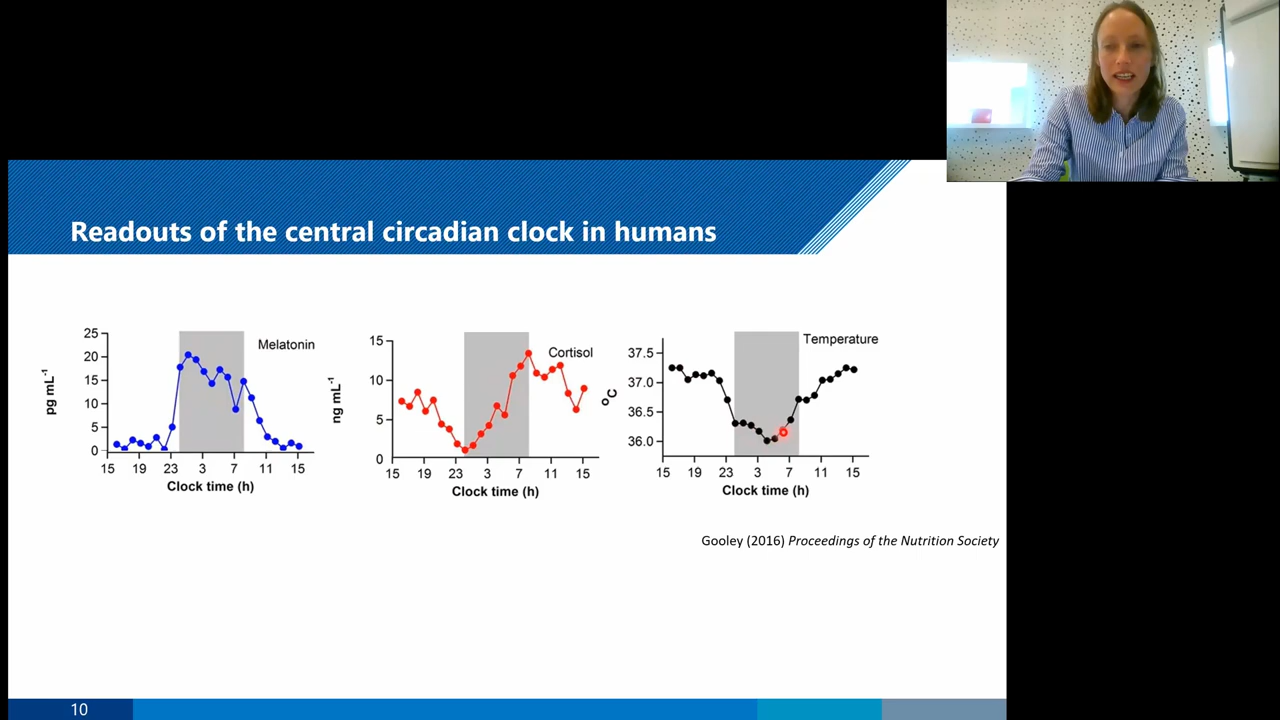 Readouts of the central circadian clock in humans
25
20
15
10
5
0
pg mL-1
Melatonin
15 19 23 3 7 11 15
Clock time (h)
15
10
5
0
ng mL-1
Cortisol
15 19 23 3 7 11 15
Clock time (h)
37.5
37.0
36.5
36.0
oC
Temperature
15 19 23 3 7 11 15
Clock time (h)
Gooley (2016) Proceedings of the Nutrition Society
10